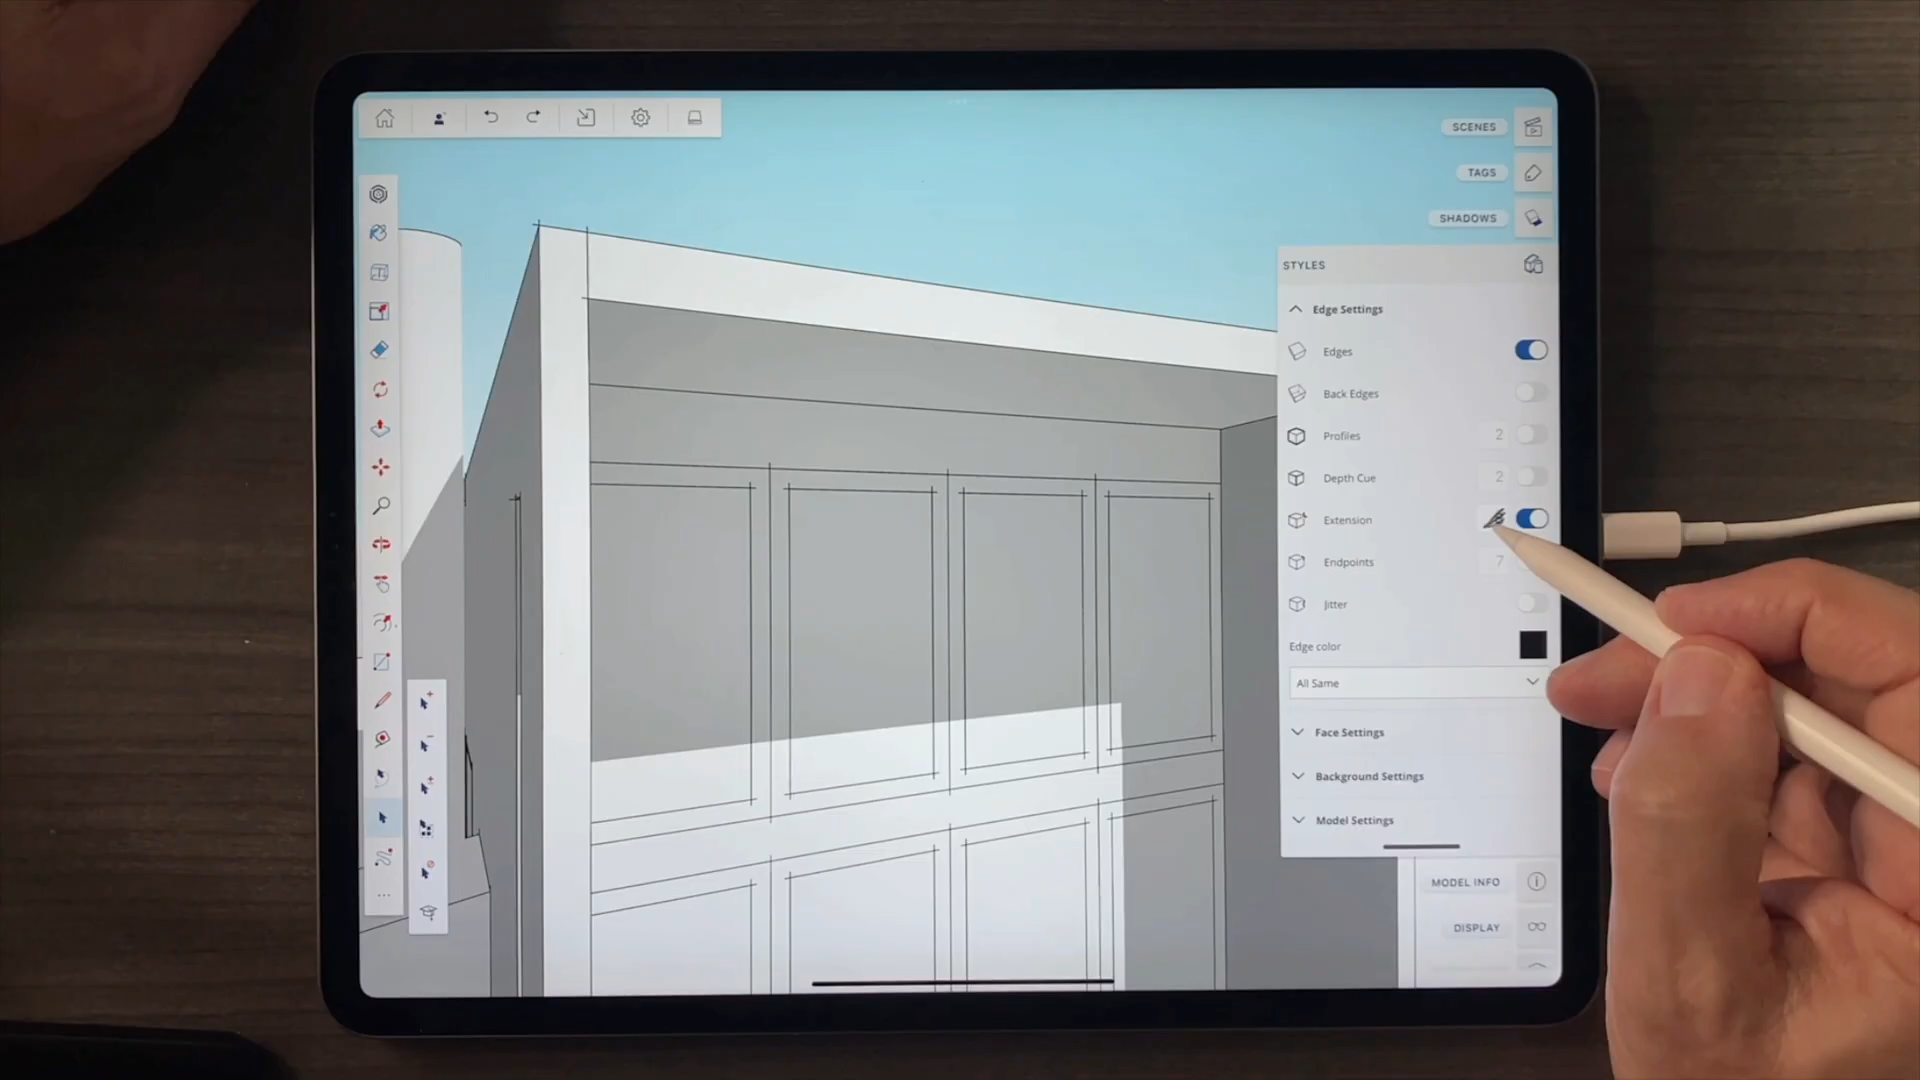 SCENES
TAGS
SHADOWS
STYLES
Edge Settings
Edges
Back Edges
Profiles 2
Depth Cue 2
Extension
Endpoints 7
Jitter
Edge color
All Same
Face Settings
Background Settings
Model Settings
MODEL INFO
DISPLAY